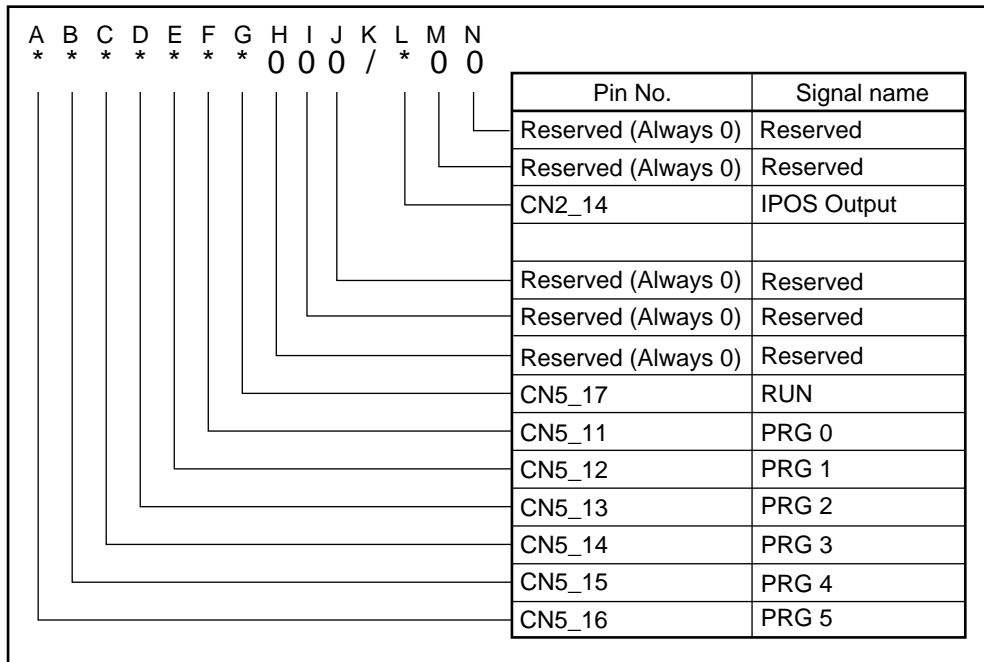 A B C D E F G H I J K L M N
* * * * * * * 0 0 0 / * 0 0
Pin No. Signal name
Reserved (Always 0) Reserved
Reserved (Always 0) Reserved
CN2_14 IPOS Output
Reserved (Always 0) Reserved
Reserved (Always 0) Reserved
Reserved (Always 0) Reserved
CN5_17 RUN
CN5_11 PRG 0
CN5_12 PRG 1
CN5_13 PRG 2
CN5_14 PRG 3
CN5_15 PRG 4
CN5_16 PRG 5